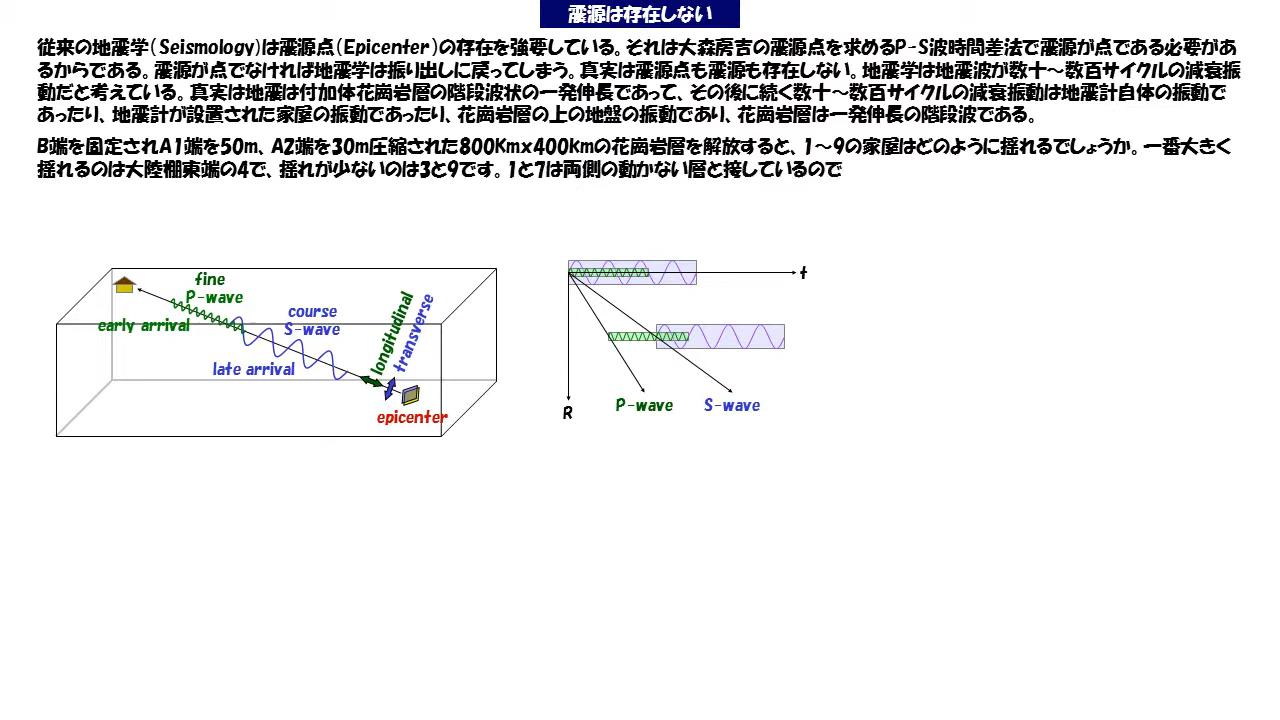 震源は存在しない
従来の地震学(Seismology)は震源点(Epicenter)の存在を強要している。それは大森房吉の震源点を求めるP-S波時間差法で震源が点である必要があ
るからである。震源が点でなければ地震学は振り出しに戻ってしまう。真実は震源点も震源も存在しない。地震学は地震波が数十～数百サイクルの減衰振
動だと考えている。真実は地震は付加体花崗岩層の階段波状の一発伸長であって、その後に続く数十～数百サイクルの減衰振動は地震計自体の振動で
あったり、地震計が設置された家屋の振動であったり、花崗岩層の上の地盤の振動であり、花崗岩層は一発伸長の階段波である。
B端を固定されA1端を50m、A2端を30m圧縮された800Kmx400kmの花崗岩層を解放すると、1～9の家屋はどのように揺れるでしょうか。一番大きく
揺れるのは大陸棚東端の4で、揺れが少ないのは3と9です。1と7は両側の動かない層と接しているので
fine
P-wave
early arrival
course
S-wave
late arrival
longitudinal
transverse
epicenter
t
R
P-wave
S-wave